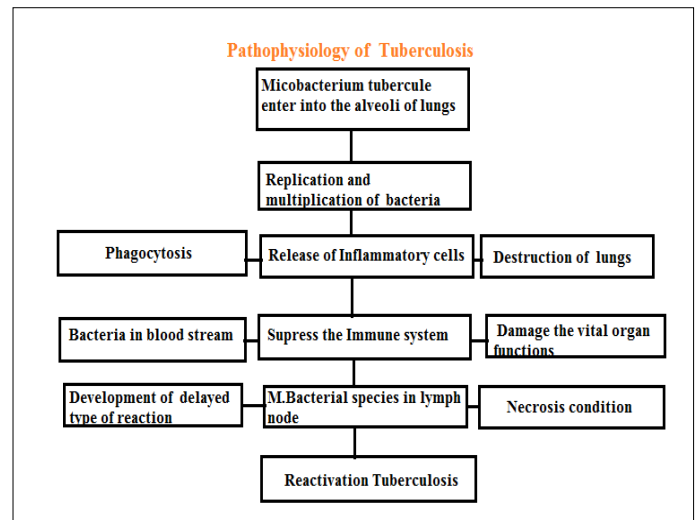 Pathophysiology of Tuberculosis
Micobacterium tubercule
enter into the alveoli of lungs
Replication and
multiplication of bacteria
Phagocytosis
Release of Inflammatory cells
Destruction of lungs
Bacteria in blood stream
Supress the Immune system
Damage the vital organ
functions
Development of delayed
type of reaction
M.Bacterial species in lymph
node
Necrosis condition
Reactivation Tuberculosis